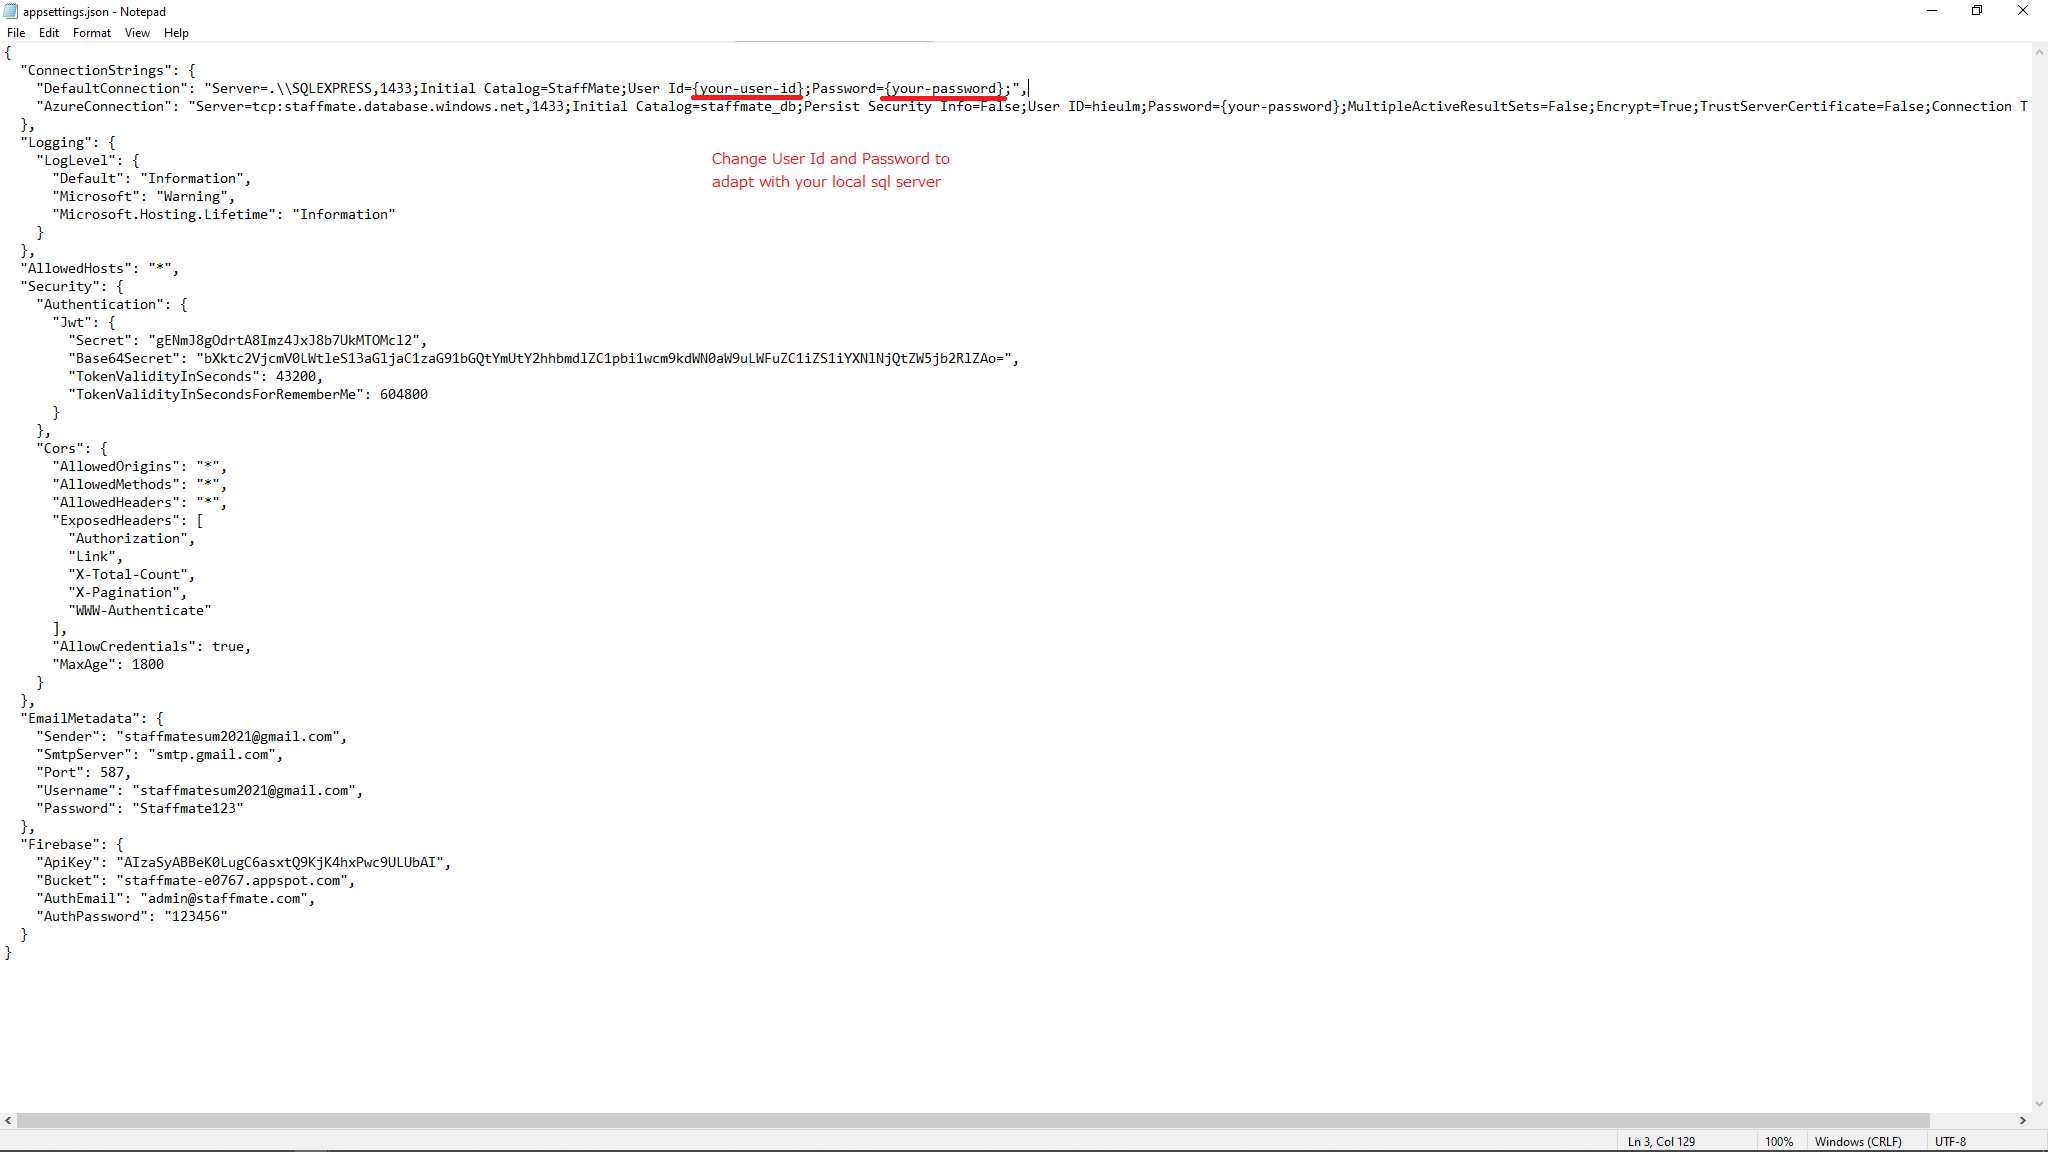 appsettings.json - Notepad
File Edit Format View Help
{
  "ConnectionStrings": {
    "DefaultConnection": "Server=.\\SQLEXPRESS,1433;Initial Catalog=StaffMate;User Id={your-user-id};Password={your-password};",
    "AzureConnection": "Server=tcp:staffmate.database.windows.net,1433;Initial Catalog=staffmate_db;Persist Security Info=False;User ID=hieulm;Password={your-password};MultipleActiveResultSets=False;Encrypt=True;TrustServerCertificate=False;Connection T
  },
  "Logging": {
    "LogLevel": {
      "Default": "Information",
      "Microsoft": "Warning",
      "Microsoft.Hosting.Lifetime": "Information"
    }
  },
Change User Id and Password to
adapt with your local sql server
  "AllowedHosts": "*",
  "Security": {
    "Authentication": {
      "Jwt": {
        "Secret": "gENmJ8gOdrtA8Imz4JxJ8b7UkMTOMcl2",
        "Base64Secret": "bXktc2VjcmV0LWtleS13aGljaC1zaG91bGQtYmUtY2hhbmdlZC1pbi1wcm9kdWN0aW9uLWFuZC1iZS1iYXNlNjQtZW5jb2RlZAo=",
        "TokenValidityInSeconds": 43200,
        "TokenValidityInSecondsForRememberMe": 604800
      }
    },
    "Cors": {
      "AllowedOrigins": "*",
      "AllowedMethods": "*",
      "AllowedHeaders": "*",
      "ExposedHeaders": [
        "Authorization",
        "Link",
        "X-Total-Count",
        "X-Pagination",
        "WWW-Authenticate"
      ],
      "AllowCredentials": true,
      "MaxAge": 1800
    }
  },
  "EmailMetadata": {
    "Sender": "staffmatesum2021@gmail.com",
    "SmtpServer": "smtp.gmail.com",
    "Port": 587,
    "Username": "staffmatesum2021@gmail.com",
    "Password": "Staffmate123"
  },
  "Firebase": {
    "ApiKey": "AIzaSyABBeK0LugC6asxtQ9KjK4hxPwc9ULUbAI",
    "Bucket": "staffmate-e0767.appspot.com",
    "AuthEmail": "admin@staffmate.com",
    "AuthPassword": "123456"
  }
}
Ln 3, Col 129 100% Windows (CRLF) UTF-8